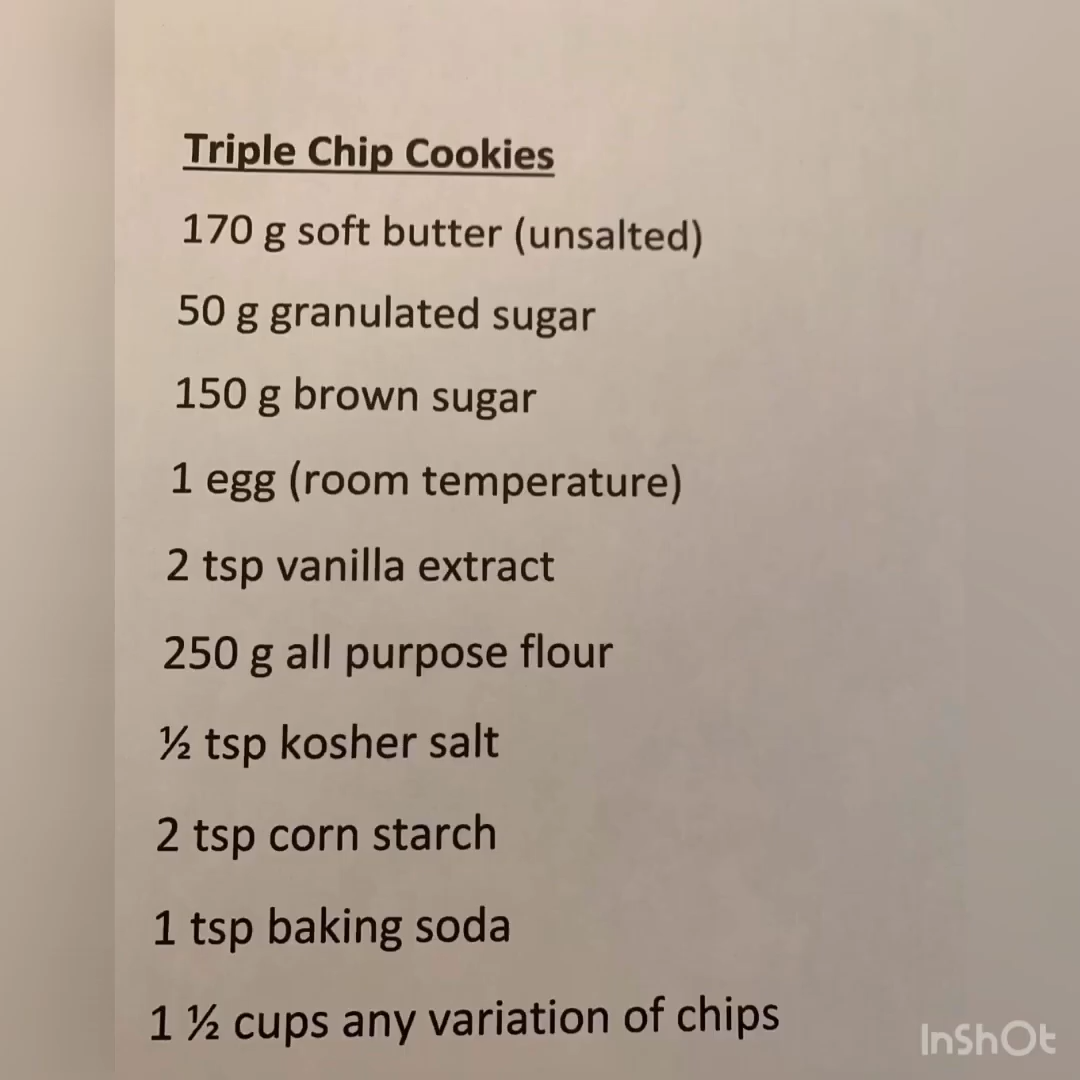 Triple Chip Cookies
170 g soft butter (unsalted)
50 g granulated sugar
150 g brown sugar
1 egg (room temperature)
2 tsp vanilla extract
250 g all purpose flour
½ tsp kosher salt
2 tsp corn starch
1 tsp baking soda
1 ½ cups any variation of chips
InShOt